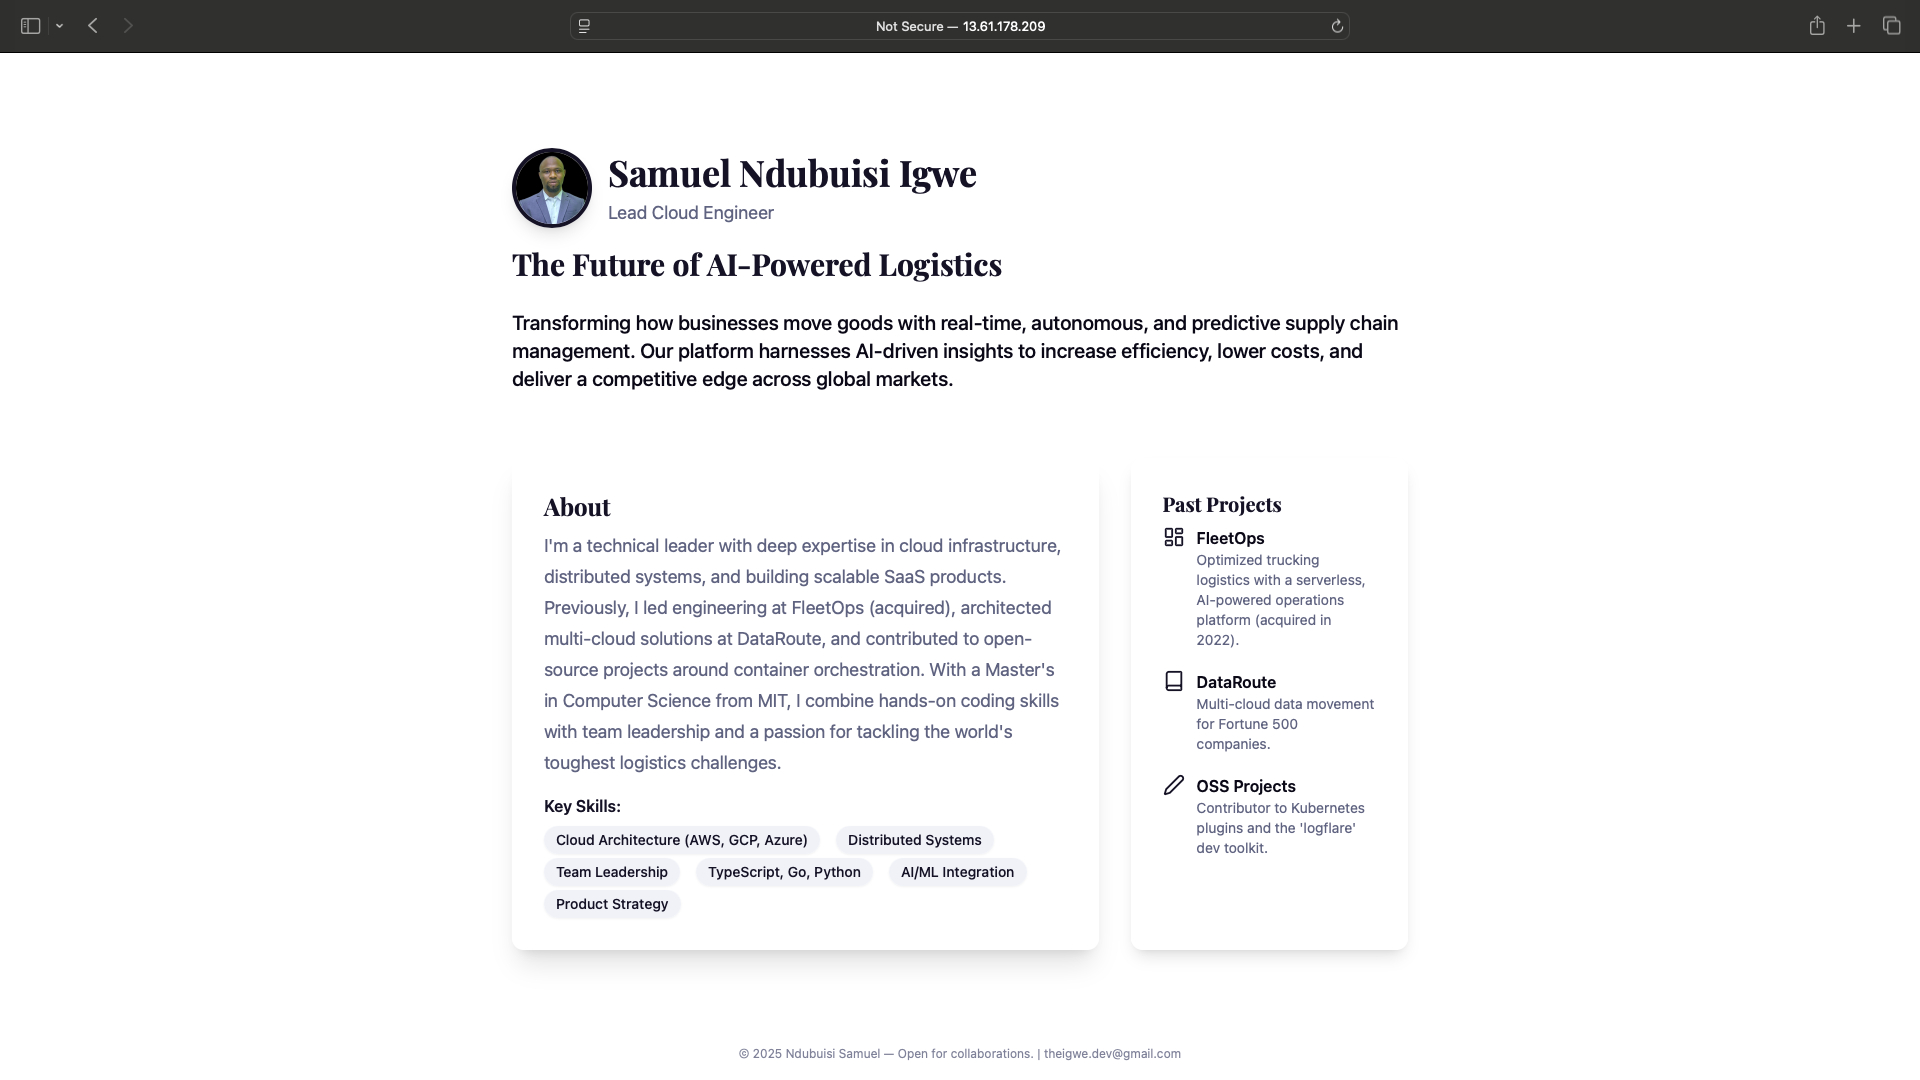 Not Secure — 13.61.178.209
Samuel Ndubuisi Igwe
Lead Cloud Engineer
The Future of AI-Powered Logistics
Transforming how businesses move goods with real-time, autonomous, and predictive supply chain
management. Our platform harnesses AI-driven insights to increase efficiency, lower costs, and
deliver a competitive edge across global markets.
About
I'm a technical leader with deep expertise in cloud infrastructure,
distributed systems, and building scalable SaaS products.
Previously, I led engineering at FleetOps (acquired), architected
multi-cloud solutions at DataRoute, and contributed to open-
source projects around container orchestration. With a Master's
in Computer Science from MIT, I combine hands-on coding skills
with team leadership and a passion for tackling the world's
toughest logistics challenges.
Key Skills:
Cloud Architecture (AWS, GCP, Azure) Distributed Systems
Team Leadership TypeScript, Go, Python AI/ML Integration
Product Strategy
Past Projects
FleetOps
Optimized trucking
logistics with a serverless,
AI-powered operations
platform (acquired in
2022).
DataRoute
Multi-cloud data movement
for Fortune 500
companies.
OSS Projects
Contributor to Kubernetes
plugins and the 'logflare'
dev toolkit.
© 2025 Ndubuisi Samuel — Open for collaborations. | theigwe.dev@gmail.com